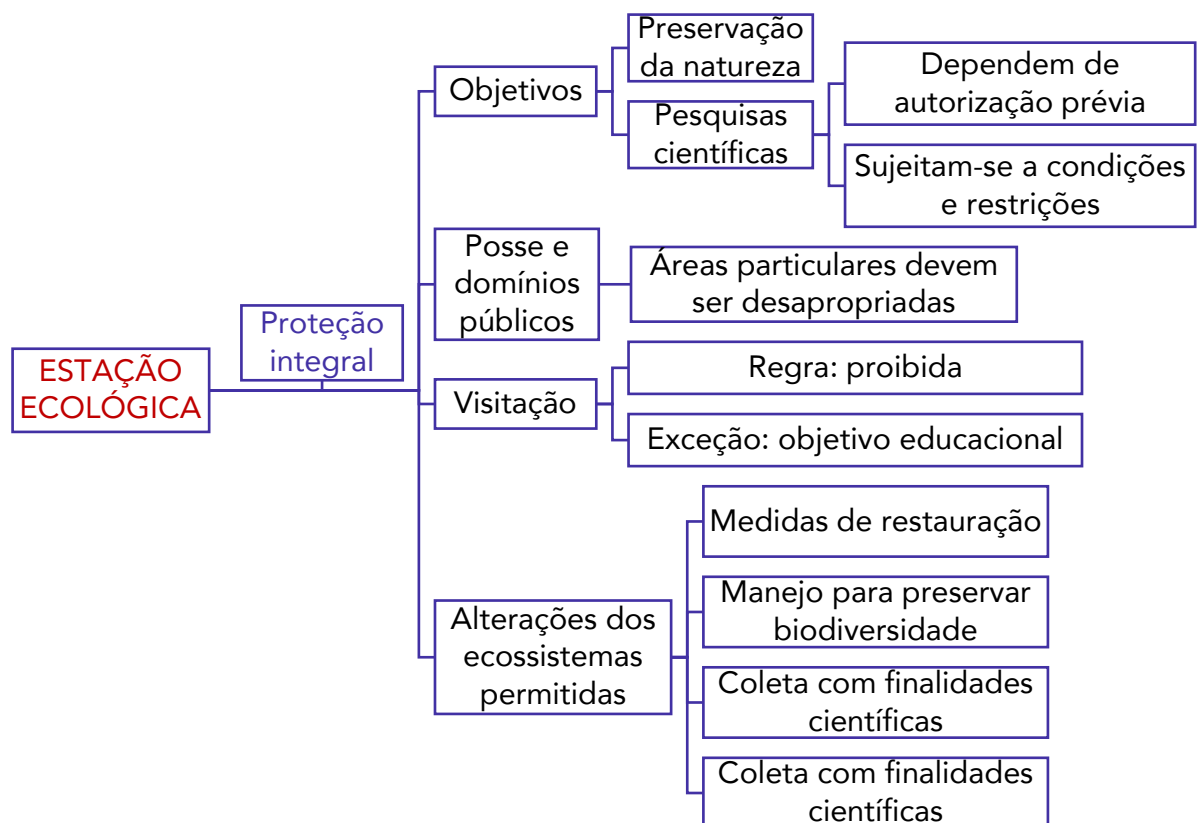 ESTAÇÃO
ECOLÓGICA
Proteção
integral
Objetivos
Preservação
da natureza
Pesquisas
científicas
Dependem de
autorização prévia
Sujeitam-se a condições
e restrições
Posse e
domínios
públicos
Áreas particulares devem
ser desapropriadas
Visitação
Regra: proibida
Exceção: objetivo educacional
Alterações dos
ecossistemas
permitidas
Medidas de restauração
Manejo para preservar
biodiversidade
Coleta com finalidades
científicas
Coleta com finalidades
científicas